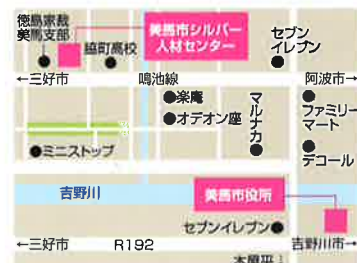 徳島家裁
美馬支部
脇町高校
美馬市シルバー
人材センター
セブン
イレブン
←三好市
鳴池線
阿波市→
●楽庵
●オデオン座
マルナカ
ファミリー
マート
●ミニストップ
デコール
吉野川
美馬市役所
セブンイレブン●
←三好市
R192
吉野川市→